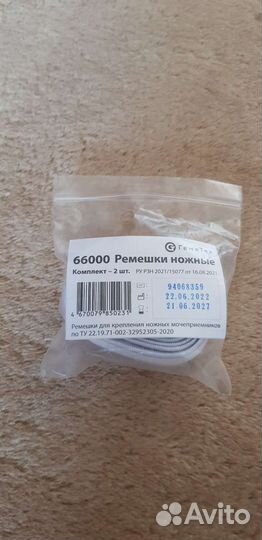 66000 Ремешки ножные
Комплект – 2 шт. РУ РЗН 2021/15077 от 16.08.2021
94068359
22.06.2022
21.06.2027
4 670079 850231
Ремешки для крепления ножных мочеприемников
по ТУ 22.19.71-002-32952305-2020
Avito